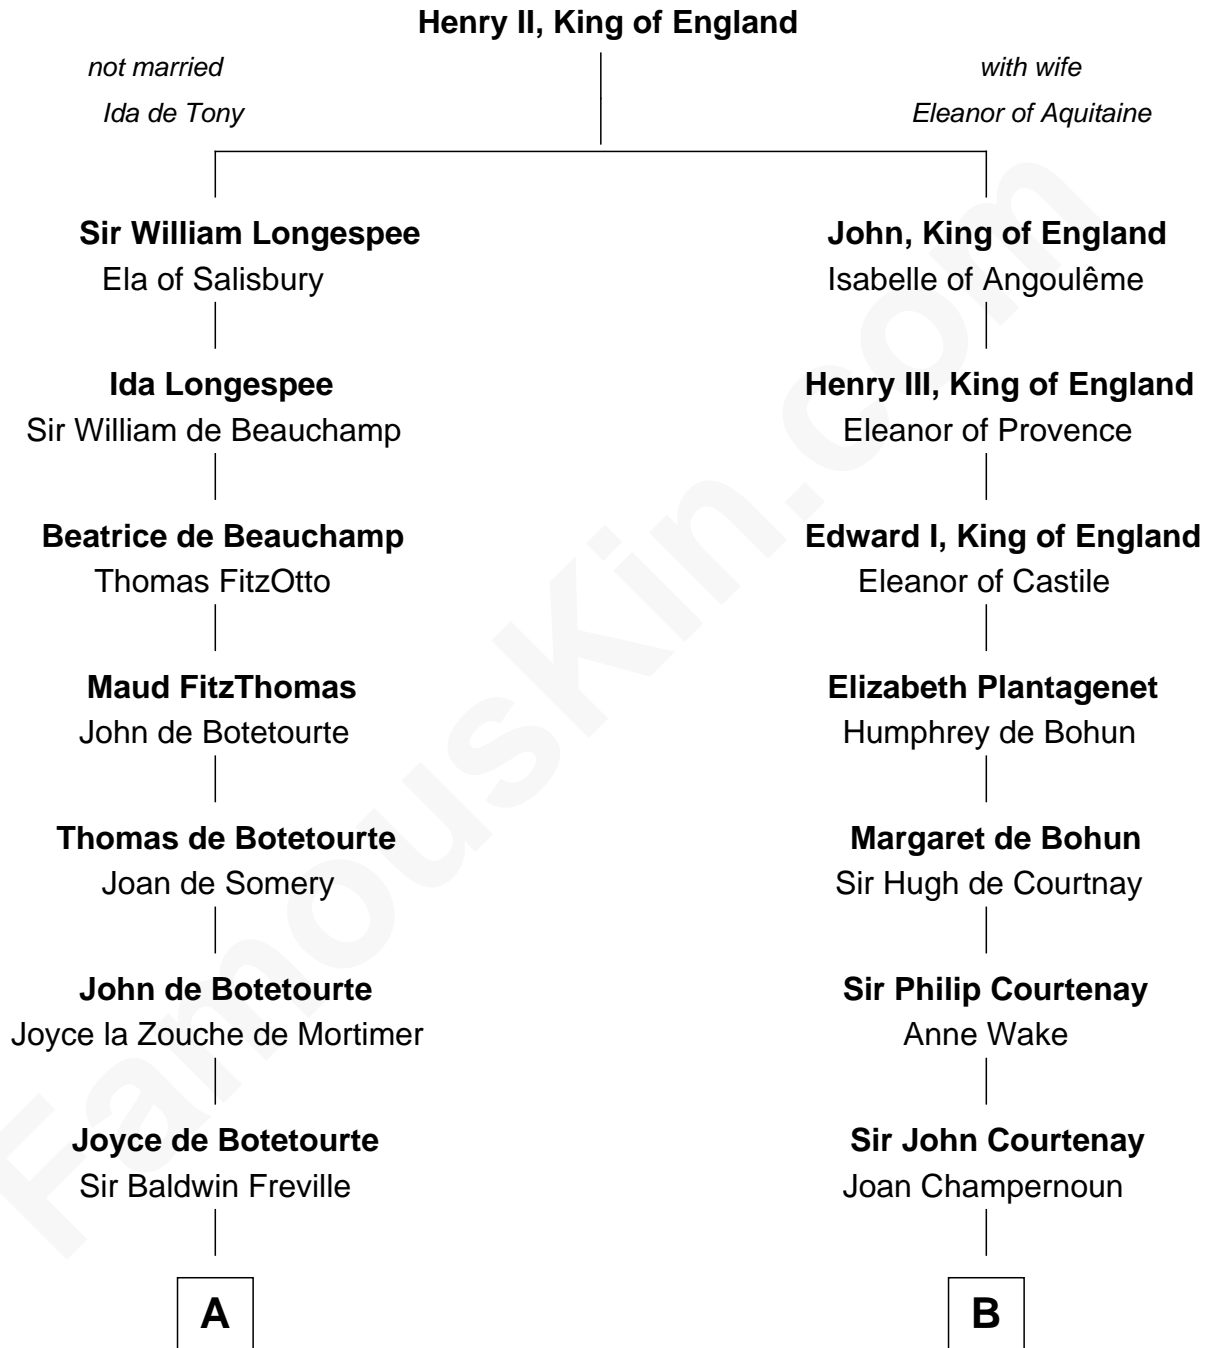 Henry II, King of England
not married
with wife
Ida de Tony
Eleanor of Aquitaine
Sir William Longespee
John, King of England
Ela of Salisbury
Isabelle of Angoulême
Ida Longespee
Henry III, King of England
Sir William de Beauchamp
Eleanor of Provence
Beatrice de Beauchamp
Edward I, King of England
Thomas FitzOtto
Eleanor of Castile
Maud FitzThomas
Elizabeth Plantagenet
John de Botetourte
Humphrey de Bohun
Thomas de Botetourte
Margaret de Bohun
Joan de Somery
Sir Hugh de Courtnay
John de Botetourte
Sir Philip Courtenay
Joyce la Zouche de Mortimer
Anne Wake
Joyce de Botetourte
Sir John Courtenay
Sir Baldwin Freville
Joan Champernoun
A
B
FamousKin.com